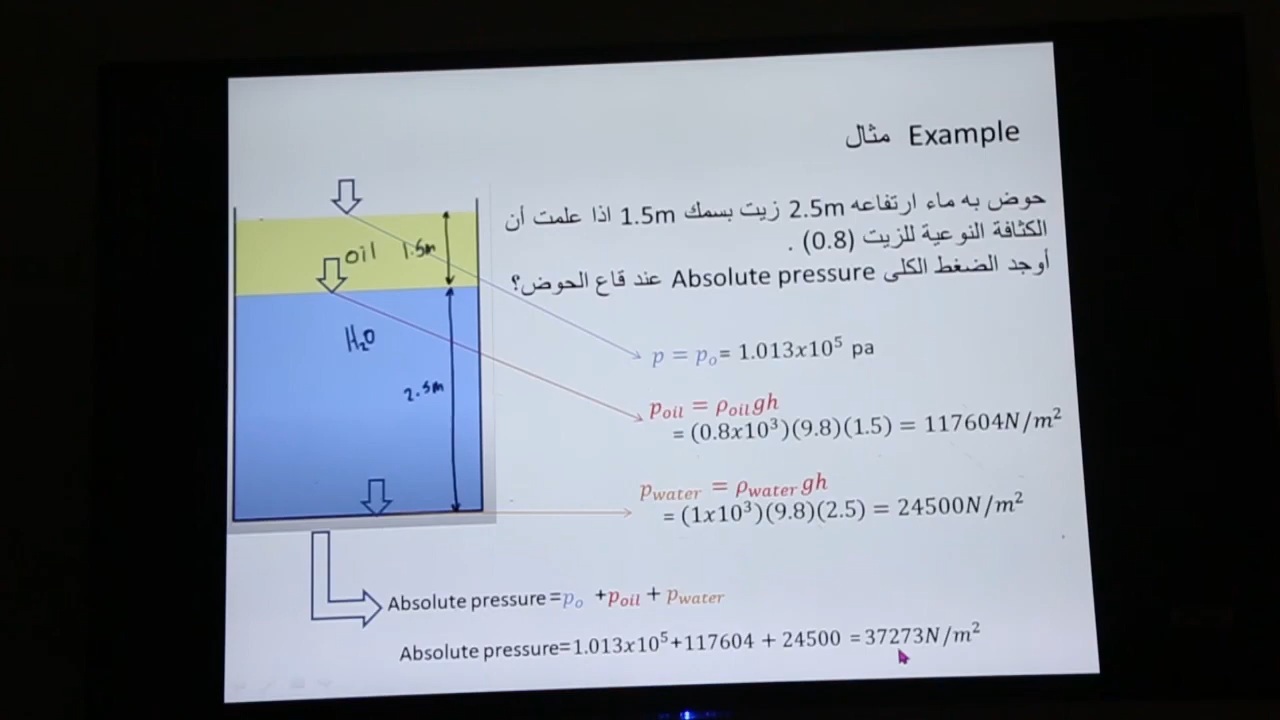 مثال Example
حوض به ماء ارتفاعه 2.5m زيت بسمك 1.5m اذا علمت أن
الكثافة النوعية للزيت (0.8) .
أوجد الضغط الكلى Absolute pressure عند قاع الحوض؟
oil 1.5m
H₂O
2.5m
p = pₒ= 1.013x10⁵ pa
p_oil = ρ_oil gh
= (0.8x10³)(9.8)(1.5) = 117604N/m²
p_water = ρ_water gh
= (1x10³)(9.8)(2.5) = 24500N/m²
Absolute pressure=pₒ +p_oil + p_water
Absolute pressure=1.013x10⁵+117604 + 24500 =37273N/m²